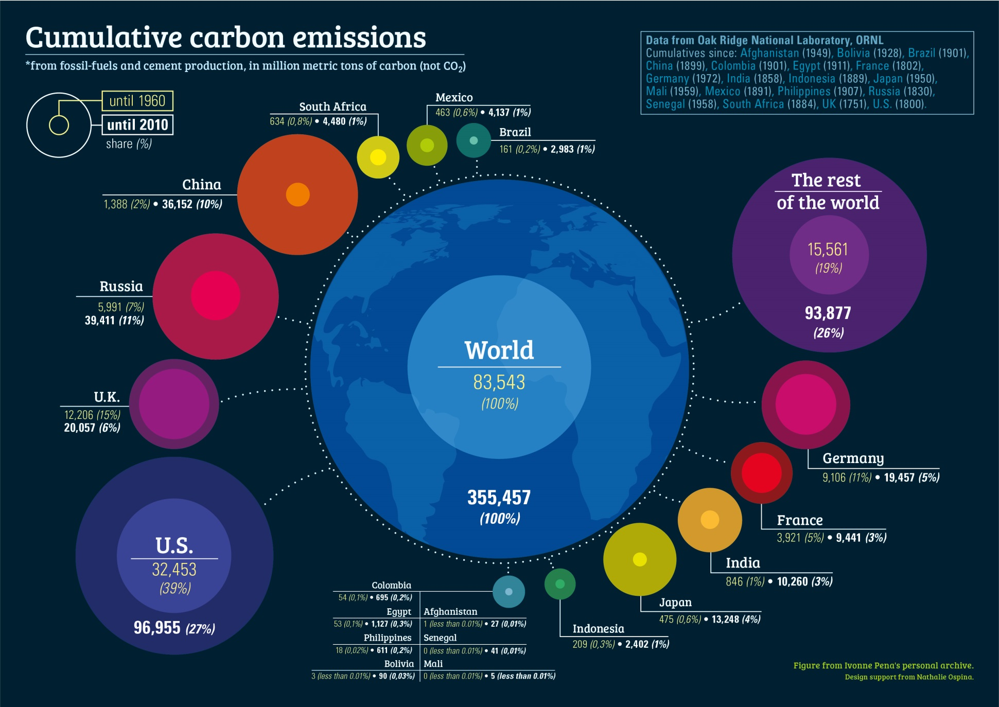 Cumulative carbon emissions
*from fossil-fuels and cement production, in million metric tons of carbon (not CO₂)
Data from Oak Ridge National Laboratory, ORNL
Cumulatives since: Afghanistan (1949), Bolivia (1928), Brazil (1901),
China (1899), Colombia (1901), Egypt (1911), France (1802),
Germany (1972), India (1858), Indonesia (1889), Japan (1950),
Mali (1959), Mexico (1891), Philippines (1907), Russia (1830),
Senegal (1958), South Africa (1884), UK (1751), U.S. (1800).
until 1960
until 2010
share (%)
South Africa
634 (0,8%) • 4,480 (1%)
Mexico
463 (0,6%) • 4,137 (1%)
Brazil
161 (0,2%) • 2,983 (1%)
China
1,388 (2%) • 36,152 (10%)
The rest
of the world
15,561
(19%)
93,877
(26%)
Russia
5,991 (7%)
39,411 (11%)
World
83,543
(100%)
355,457
(100%)
U.K.
12,206 (15%)
20,057 (6%)
Germany
9,106 (11%) • 19,457 (5%)
France
3,921 (5%) • 9,441 (3%)
India
846 (1%) • 10,260 (3%)
Japan
475 (0,6%) • 13,248 (4%)
Indonesia
209 (0,3%) • 2,402 (1%)
U.S.
32,453
(39%)
96,955 (27%)
Colombia
54 (0,1%) • 695 (0,2%)
Egypt
53 (0,1%) • 1,127 (0,3%)
Afghanistan
1 (less than 0.01%) • 27 (0,01%)
Philippines
18 (0,02%) • 611 (0,2%)
Senegal
0 (less than 0.01%) • 41 (0,01%)
Bolivia
3 (less than 0.01%) • 90 (0,03%)
Mali
0 (less than 0.01%) • 5 (less than 0.01%)
Figure from Ivonne Pena's personal archive.
Design support from Nathalie Ospina.